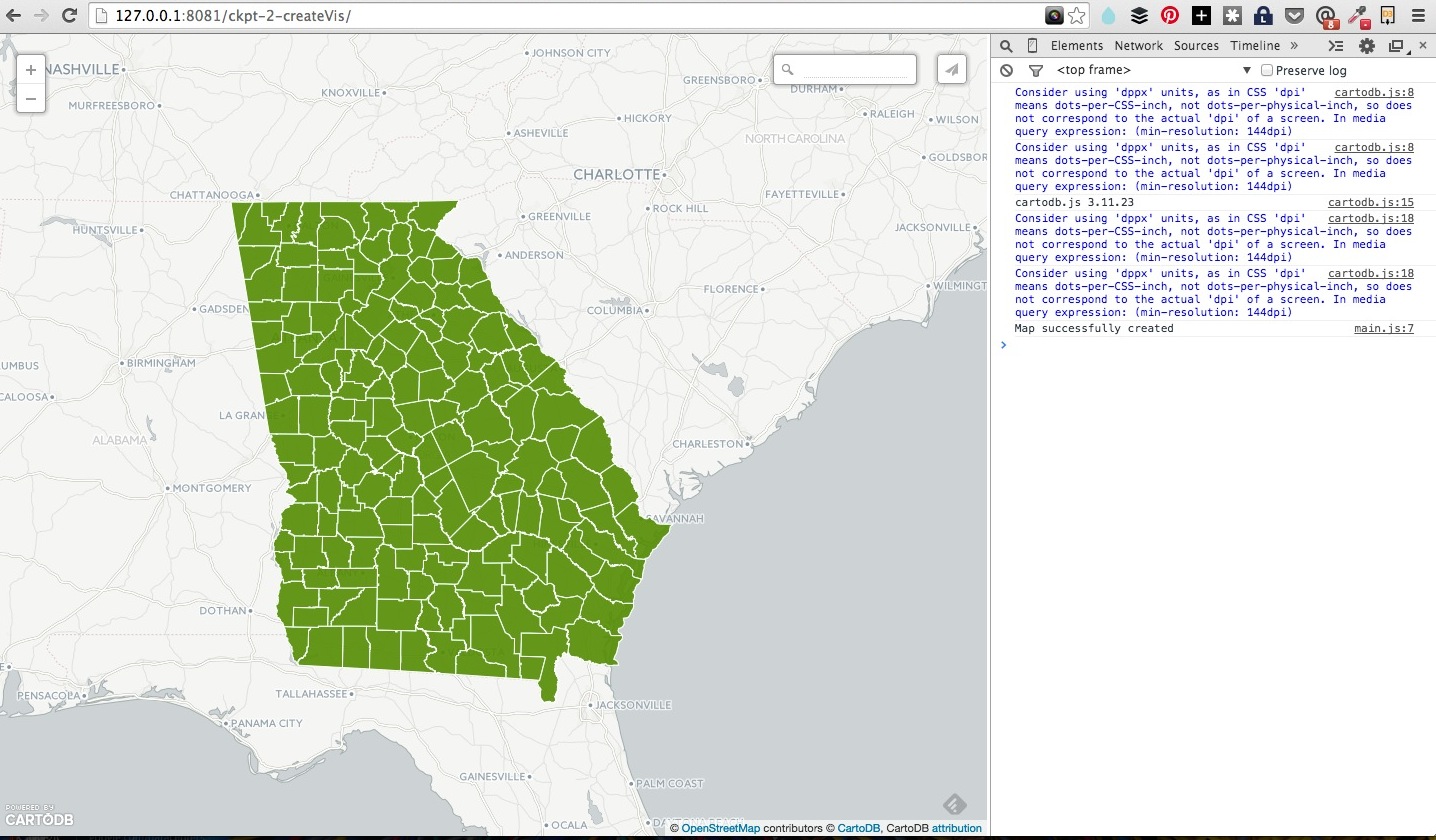 127.0.0.1:8081/ckpt-2-createVis/
8
L
D3
+
−
NASHVILLE
JOHNSON CITY
GREENSBORO
DURHAM
KNOXVILLE
MURFREESBORO
RALEIGH
WILSON
HICKORY
ASHEVILLE
NORTH CAROLINA
GOLDSBOR
CHARLOTTE
CHATTANOOGA
FAYETTEVILLE
ROCK HILL
GREENVILLE
HUNTSVILLE
JACKSONVILLE
ANDERSON
WILMINGT
FLORENCE
GADSDEN
COLUMBIA
UMBUS
BIRMINGHAM
CALOOSA
LA GRANGE
ALABAMA
CHARLESTON
MONTGOMERY
SAVANNAH
DOTHAN
PENSACOLA
TALLAHASSEE
JACKSONVILLE
PANAMA CITY
GAINESVILLE
PALM COAST
OCALA
POWERED BY
CARTODB
© OpenStreetMap contributors © CartoDB, CartoDB attribution
Elements Network Sources Timeline » ×
<top frame> ▼ Preserve log
Consider using 'dppx' units, as in CSS 'dpi' cartodb.js:8
means dots-per-CSS-inch, not dots-per-physical-inch, so does
not correspond to the actual 'dpi' of a screen. In media
query expression: (min-resolution: 144dpi)
Consider using 'dppx' units, as in CSS 'dpi' cartodb.js:8
means dots-per-CSS-inch, not dots-per-physical-inch, so does
not correspond to the actual 'dpi' of a screen. In media
query expression: (min-resolution: 144dpi)
cartodb.js 3.11.23 cartodb.js:15
Consider using 'dppx' units, as in CSS 'dpi' cartodb.js:18
means dots-per-CSS-inch, not dots-per-physical-inch, so does
not correspond to the actual 'dpi' of a screen. In media
query expression: (min-resolution: 144dpi)
Consider using 'dppx' units, as in CSS 'dpi' cartodb.js:18
means dots-per-CSS-inch, not dots-per-physical-inch, so does
not correspond to the actual 'dpi' of a screen. In media
query expression: (min-resolution: 144dpi)
Map successfully created main.js:7